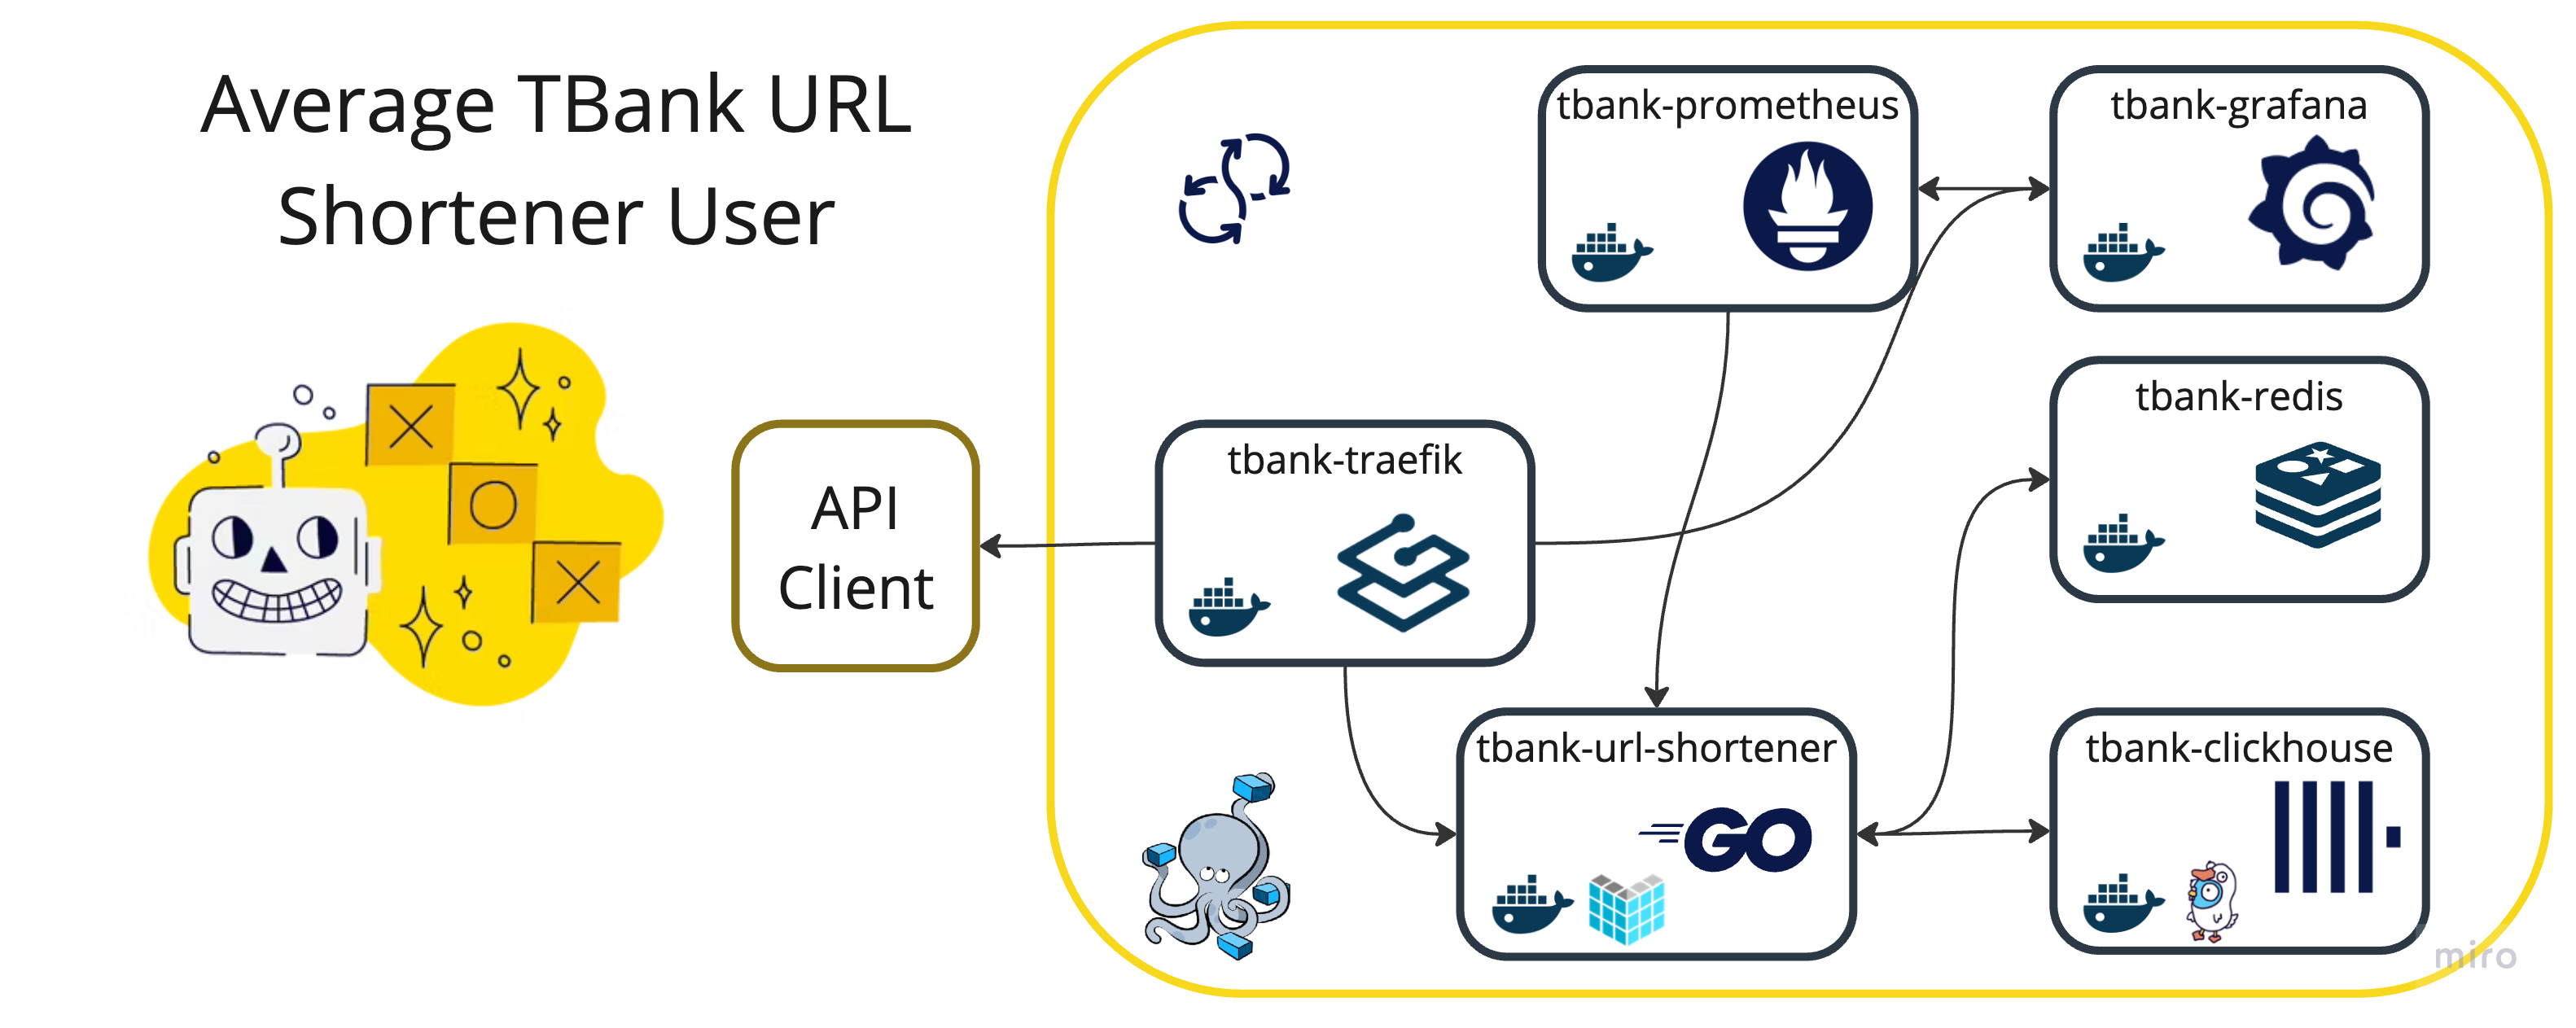 Average TBank URL
Shortener User
API
Client
tbank-prometheus
tbank-grafana
tbank-traefik
tbank-redis
tbank-url-shortener
GO
tbank-clickhouse
miro